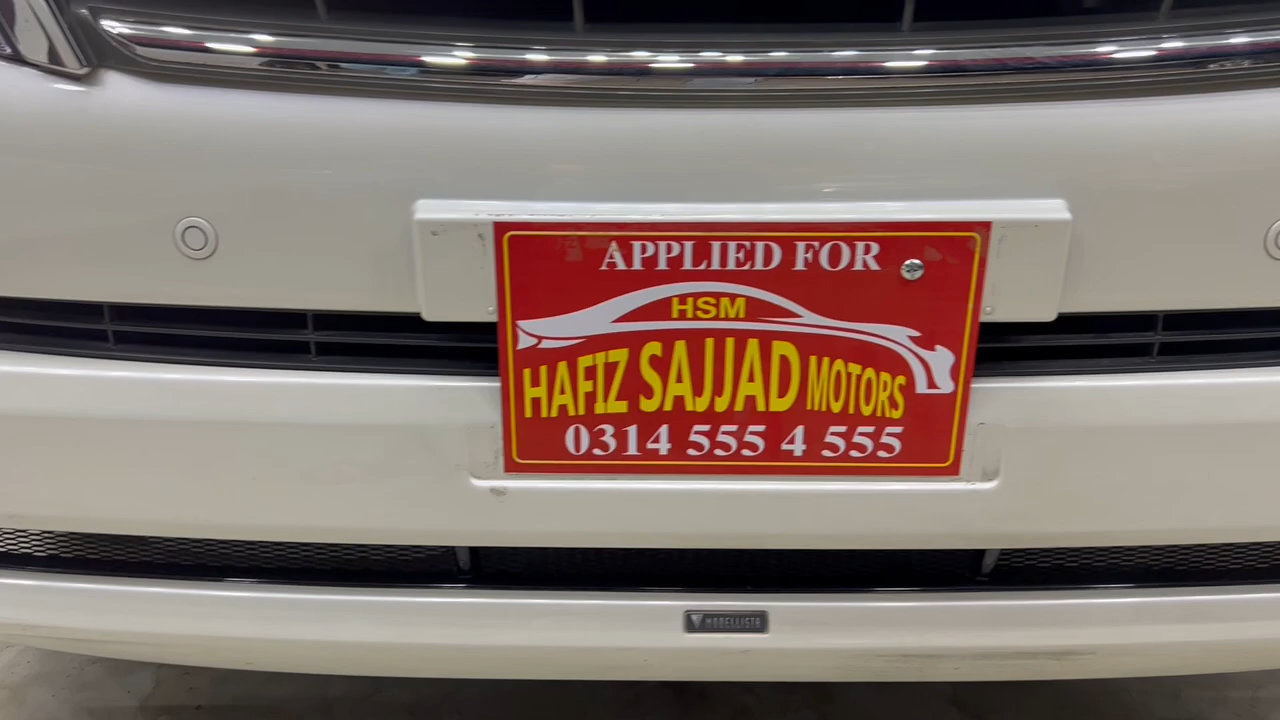 APPLIED FOR
HSM
HAFIZ SAJJAD MOTORS
0314 555 4 555
MODELLISTA